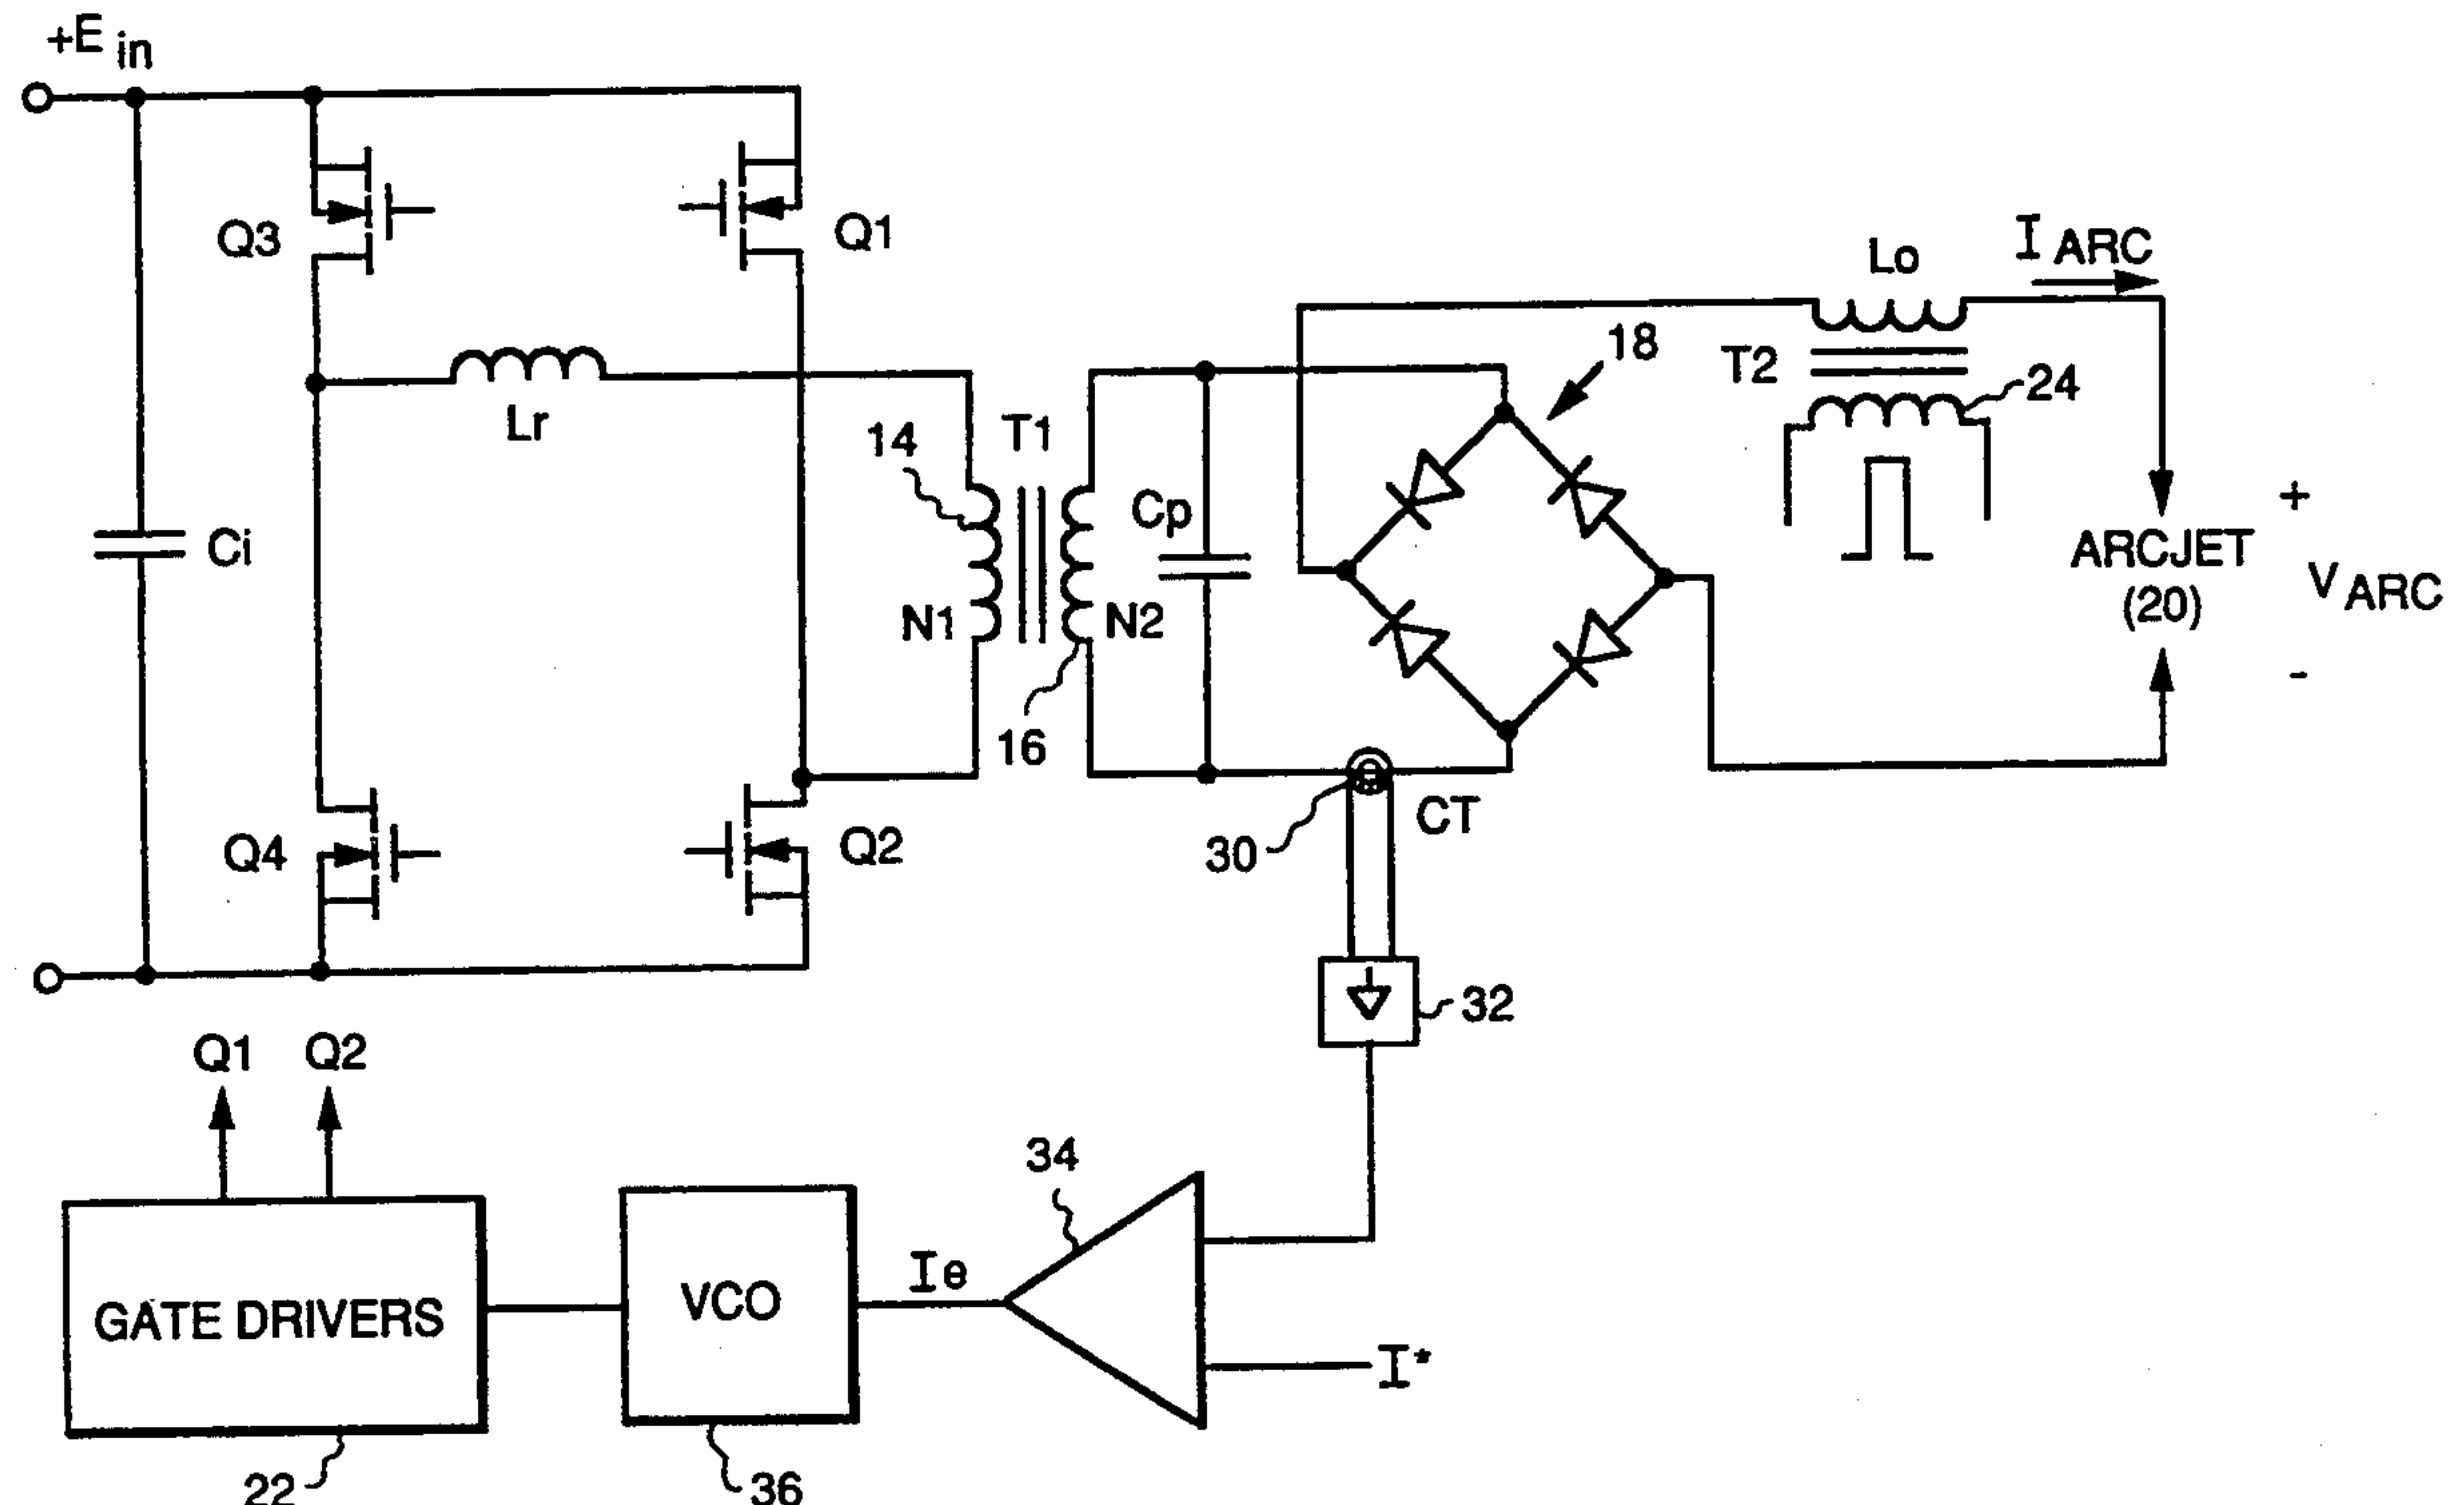 +E in
Q3
Q1
Lr
Ci
14
T1
N1
N2
16
Cp
18
Lo
I ARC
T2
24
+
ARCJET
(20)
V ARC
-
Q4
Q2
30
CT
32
Q1 Q2
34
GATE DRIVERS
VCO
Ie
I*
22
36